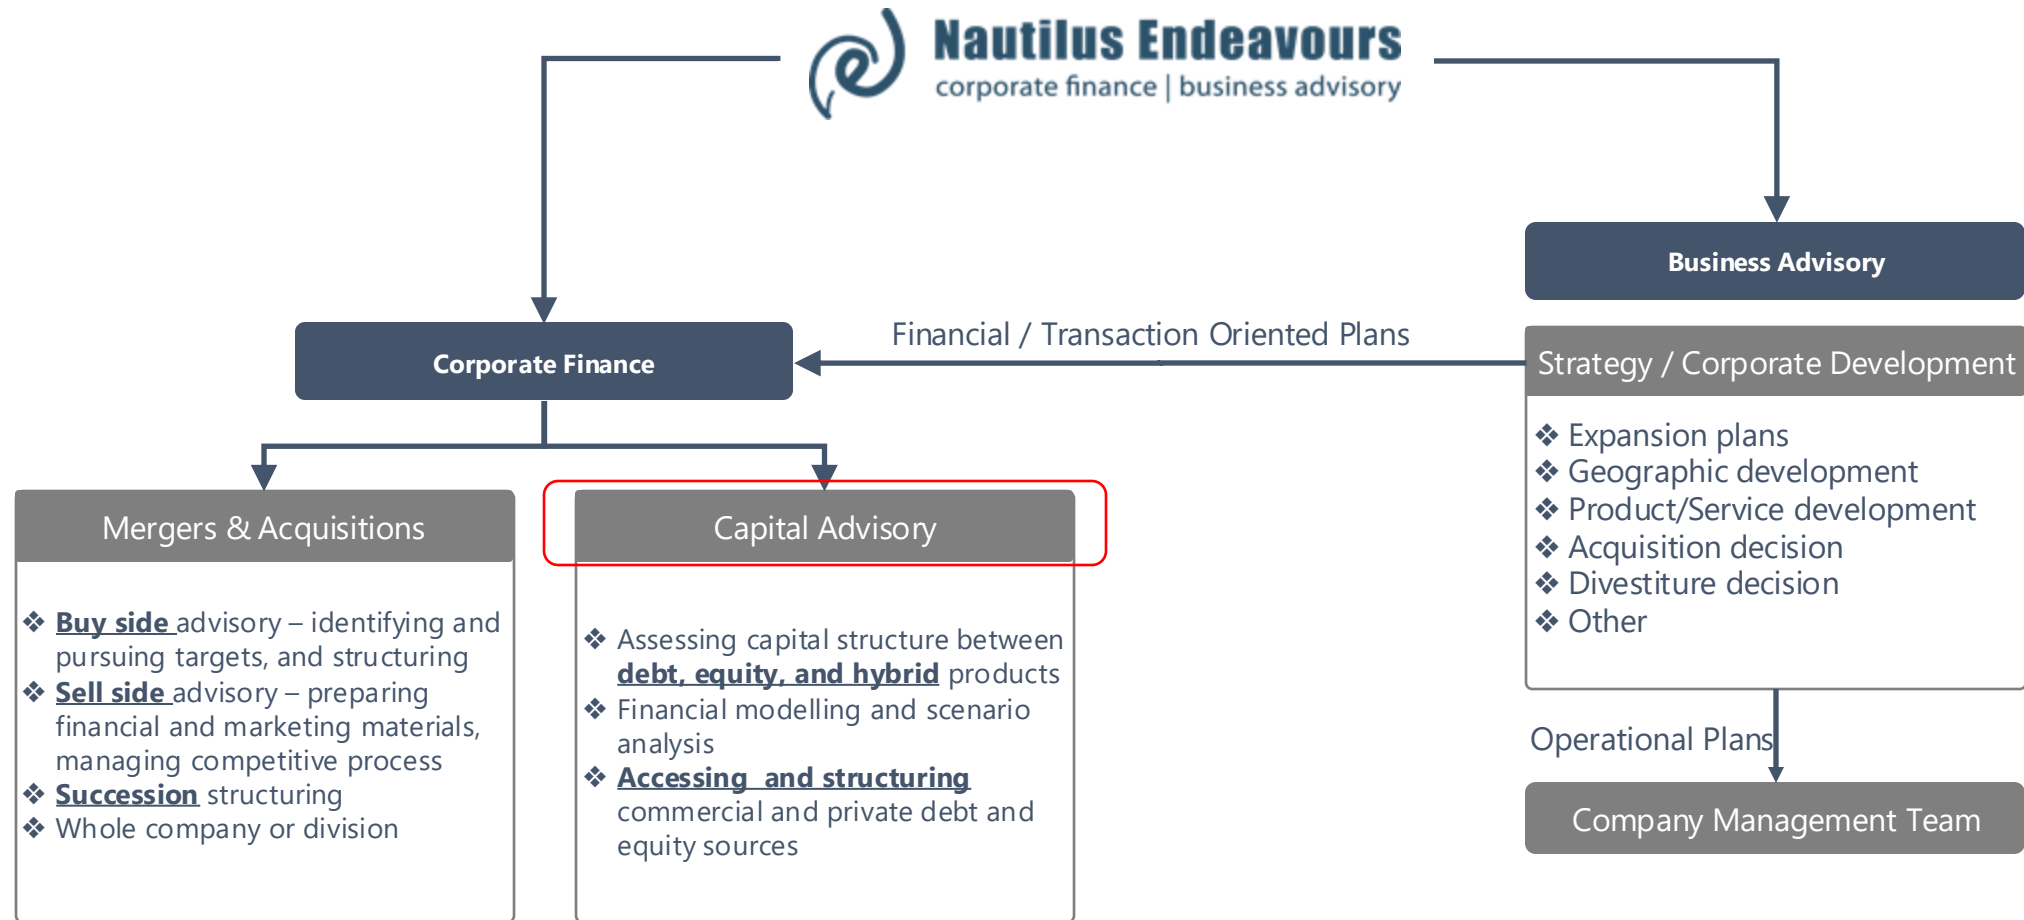 Nautilus Endeavours
corporate finance | business advisory
Business Advisory
Financial / Transaction Oriented Plans
Corporate Finance
Strategy / Corporate Development
❖ Expansion plans
❖ Geographic development
❖ Product/Service development
❖ Acquisition decision
❖ Divestiture decision
❖ Other
Mergers & Acquisitions
❖ Buy side advisory – identifying and
pursuing targets, and structuring
❖ Sell side advisory – preparing
financial and marketing materials,
managing competitive process
❖ Succession structuring
❖ Whole company or division
Capital Advisory
❖ Assessing capital structure between
debt, equity, and hybrid products
❖ Financial modelling and scenario
analysis
❖ Accessing and structuring
commercial and private debt and
equity sources
Operational Plans
Company Management Team